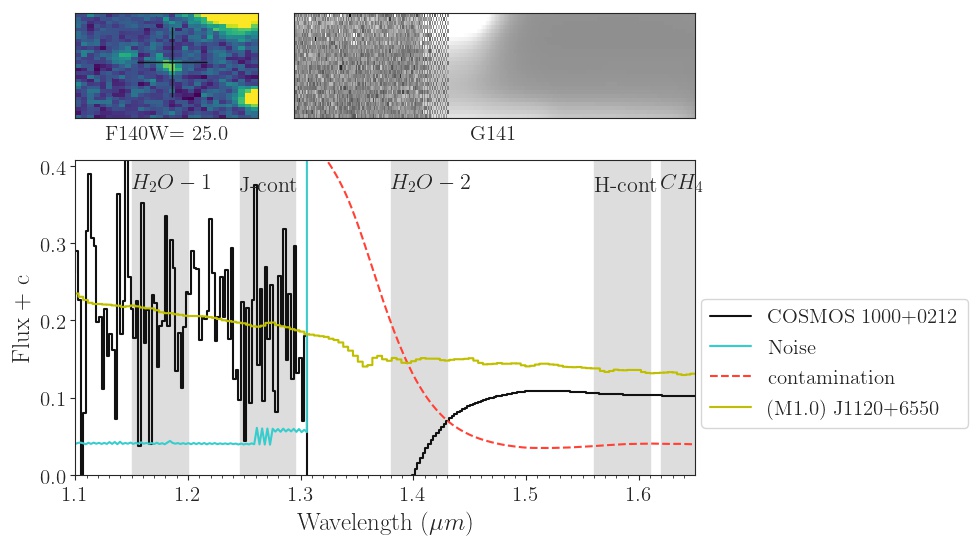 F140W= 25.0
G141
H₂O − 1
J-cont
H₂O − 2
H-cont
CH₄
0.4
0.3
0.2
0.1
0.0
Flux + c
1.1
1.2
1.3
1.4
1.5
1.6
Wavelength (μm)
COSMOS 1000+0212
Noise
contamination
(M1.0) J1120+6550